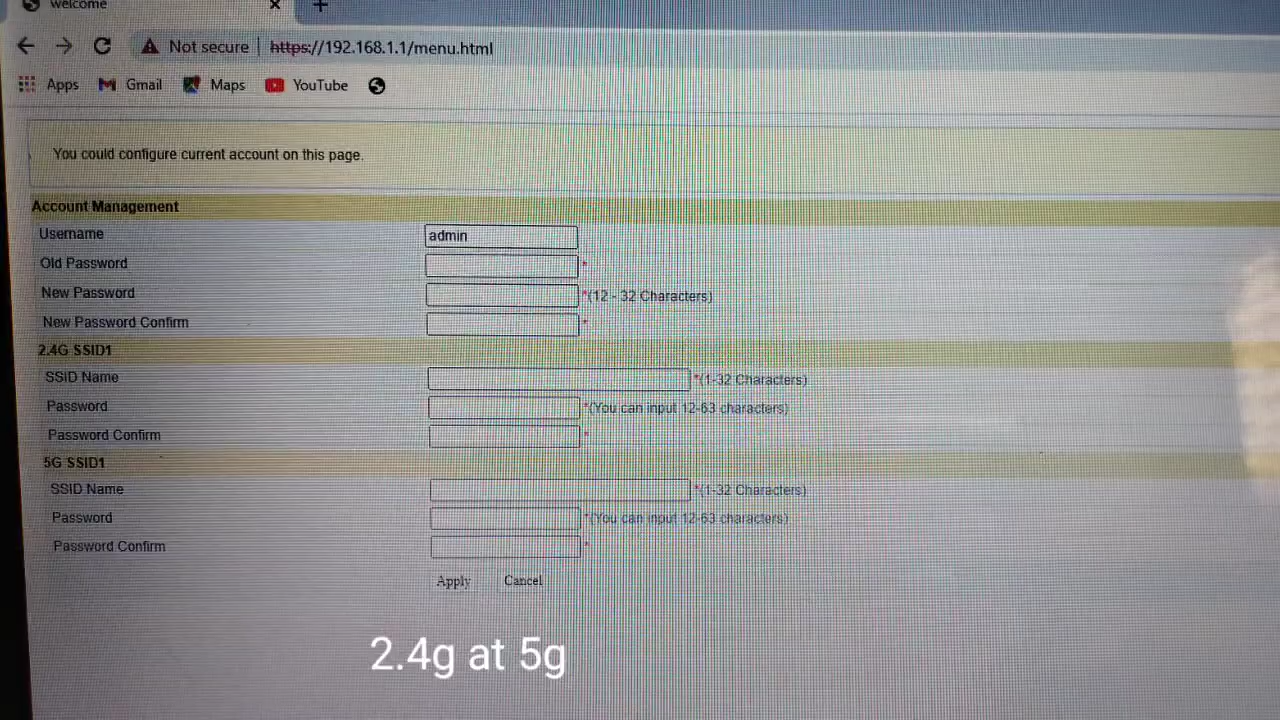 Welcome
Not secure | https://192.168.1.1/menu.html
Apps Gmail Maps YouTube
You could configure current account on this page.
Account Management
Username admin
Old Password *
New Password *(12 - 32 Characters)
New Password Confirm *
2.4G SSID1
SSID Name *(1-32 Characters)
Password *(You can input 12-63 characters)
Password Confirm *
5G SSID1
SSID Name *(1-32 Characters)
Password *(You can input 12-63 characters)
Password Confirm *
Apply Cancel
2.4g at 5g